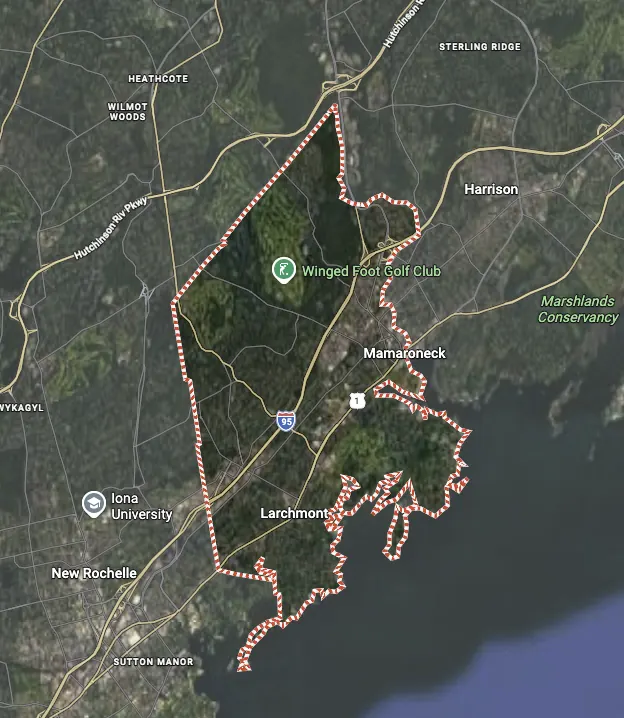 Hutchinson R
STERLING RIDGE
HEATHCOTE
WILMOT
WOODS
Harrison
Hutchinson Riv Pkwy
Winged Foot Golf Club
Marshlands
Conservancy
Mamaroneck
1
WYKAGYL
95
Iona
University
Larchmont
New Rochelle
SUTTON MANOR